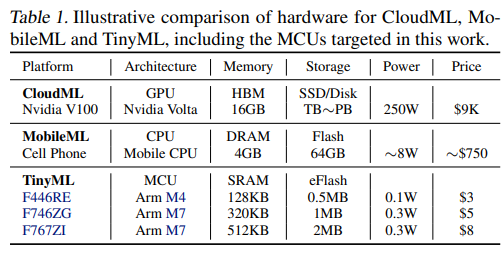 Table 1. Illustrative comparison of hardware for CloudML, Mo-
bileML and TinyML, including the MCUs targeted in this work.
Platform Architecture Memory Storage Power Price
CloudML GPU HBM SSD/Disk
Nvidia V100 Nvidia Volta 16GB TB∼PB 250W $9K
MobileML CPU DRAM Flash
Cell Phone Mobile CPU 4GB 64GB ∼8W ∼$750
TinyML MCU SRAM eFlash
F446RE Arm M4 128KB 0.5MB 0.1W $3
F746ZG Arm M7 320KB 1MB 0.3W $5
F767ZI Arm M7 512KB 2MB 0.3W $8